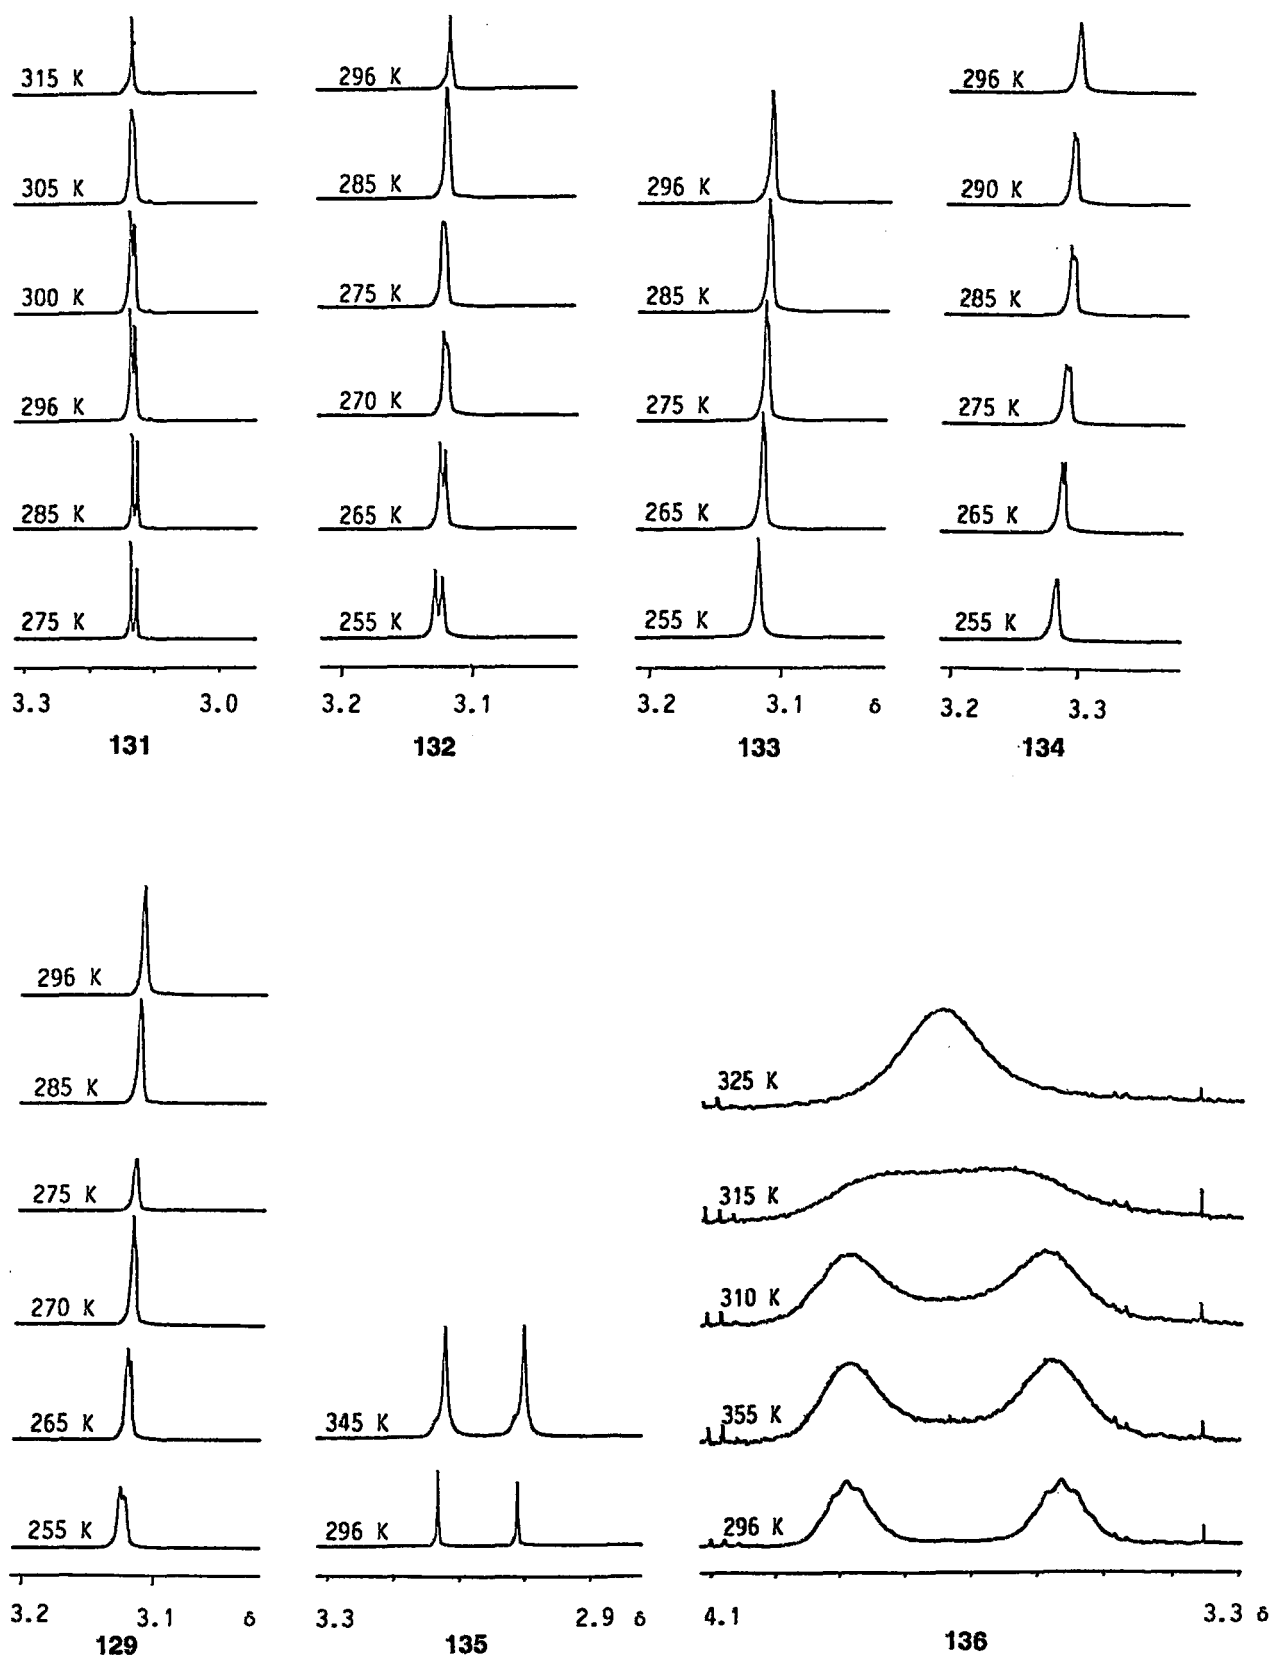 315 K
305 K
300 K
296 K
285 K
275 K
3.3 3.0
131
296 K
285 K
275 K
270 K
265 K
255 K
3.2 3.1
132
296 K
285 K
275 K
265 K
255 K
3.2 3.1 δ
133
296 K
290 K
285 K
275 K
265 K
255 K
3.2 3.3
134
296 K
285 K
275 K
270 K
265 K
255 K
3.2 3.1 δ
129
345 K
296 K
3.3 2.9 δ
135
325 K
315 K
310 K
355 K
296 K
4.1 3.3 δ
136